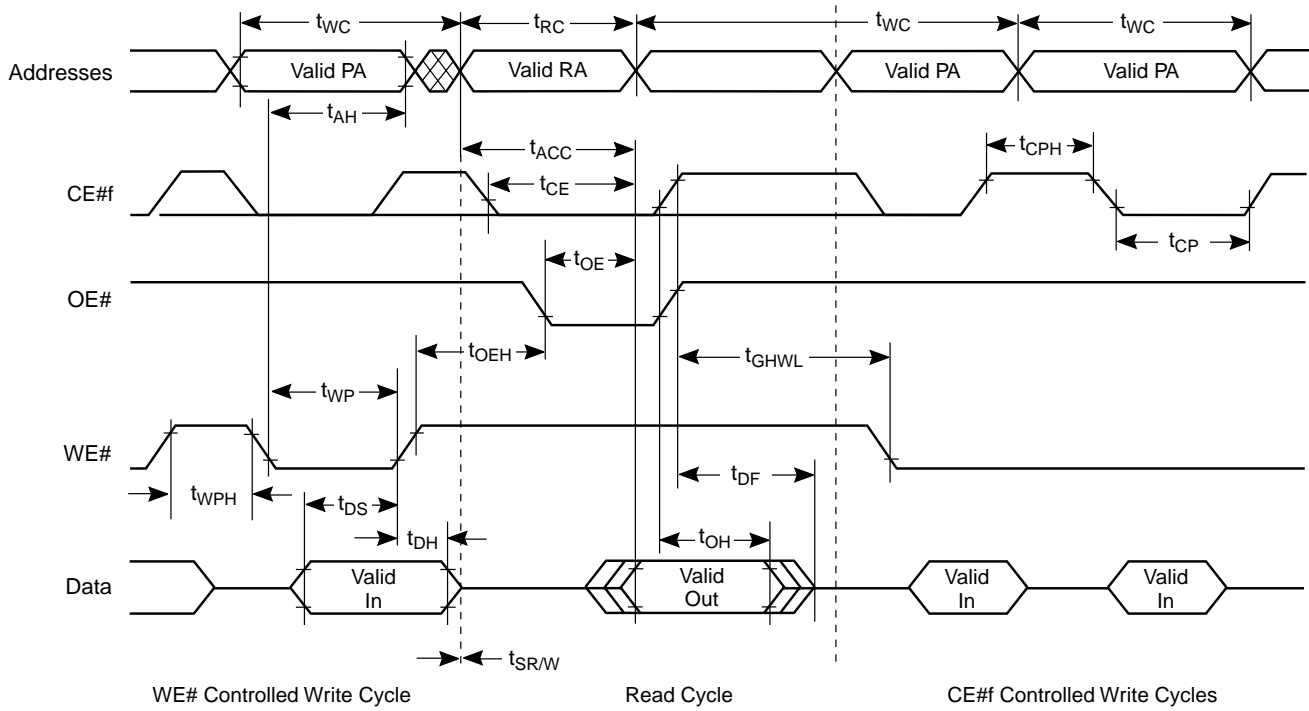 tWC tRC tWC tWC
Addresses Valid PA Valid RA Valid PA Valid PA
tAH
tACC tCPH
CE#f tCE
tOE tCP
OE#
tOEH tGHWL
tWP
WE#
tWPH tDS tDF
tDH tOH
Data Valid In Valid Out Valid In Valid In
tSR/W
WE# Controlled Write Cycle Read Cycle CE#f Controlled Write Cycles